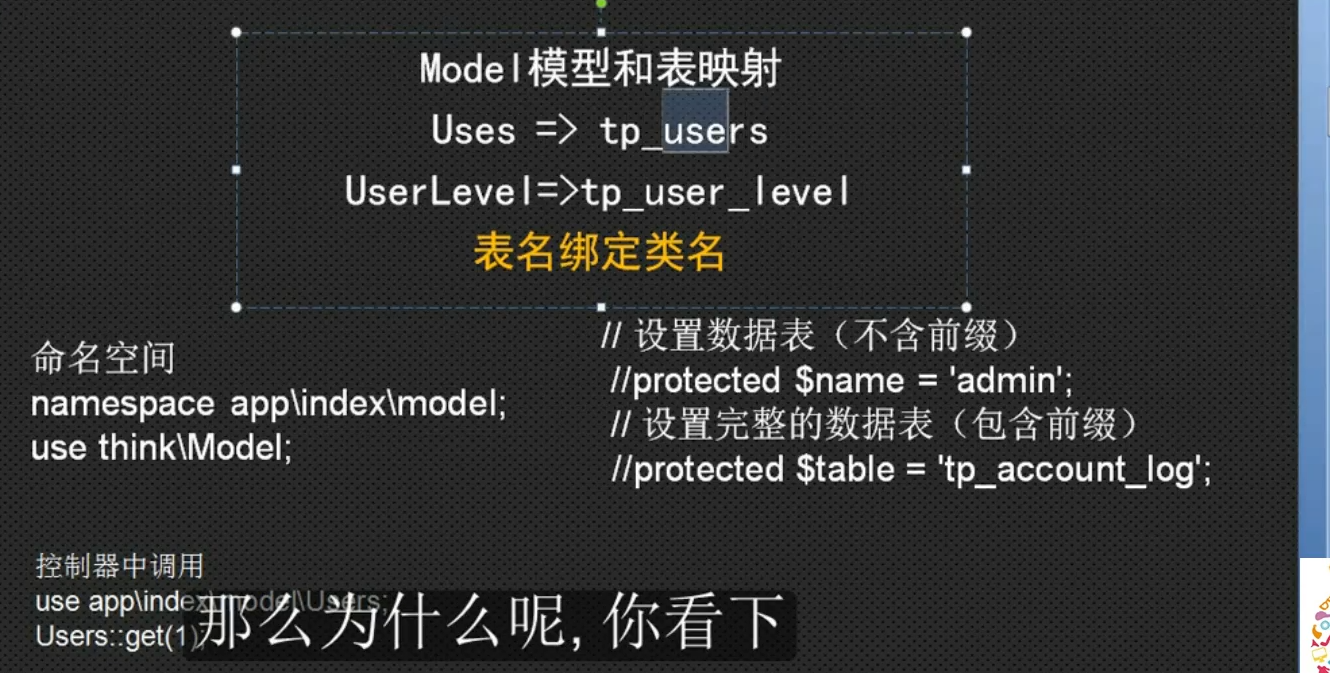 Model模型和表映射
Uses => tp_users
UserLevel=>tp_user_level
表名绑定类名
// 设置数据表（不含前缀）
//protected $name = 'admin';
// 设置完整的数据表（包含前缀）
//protected $table = 'tp_account_log';
命名空间
namespace app\index\model;
use think\Model;
控制器中调用
use app\index\model\Users;
Users::get(1)
那么为什么呢, 你看下